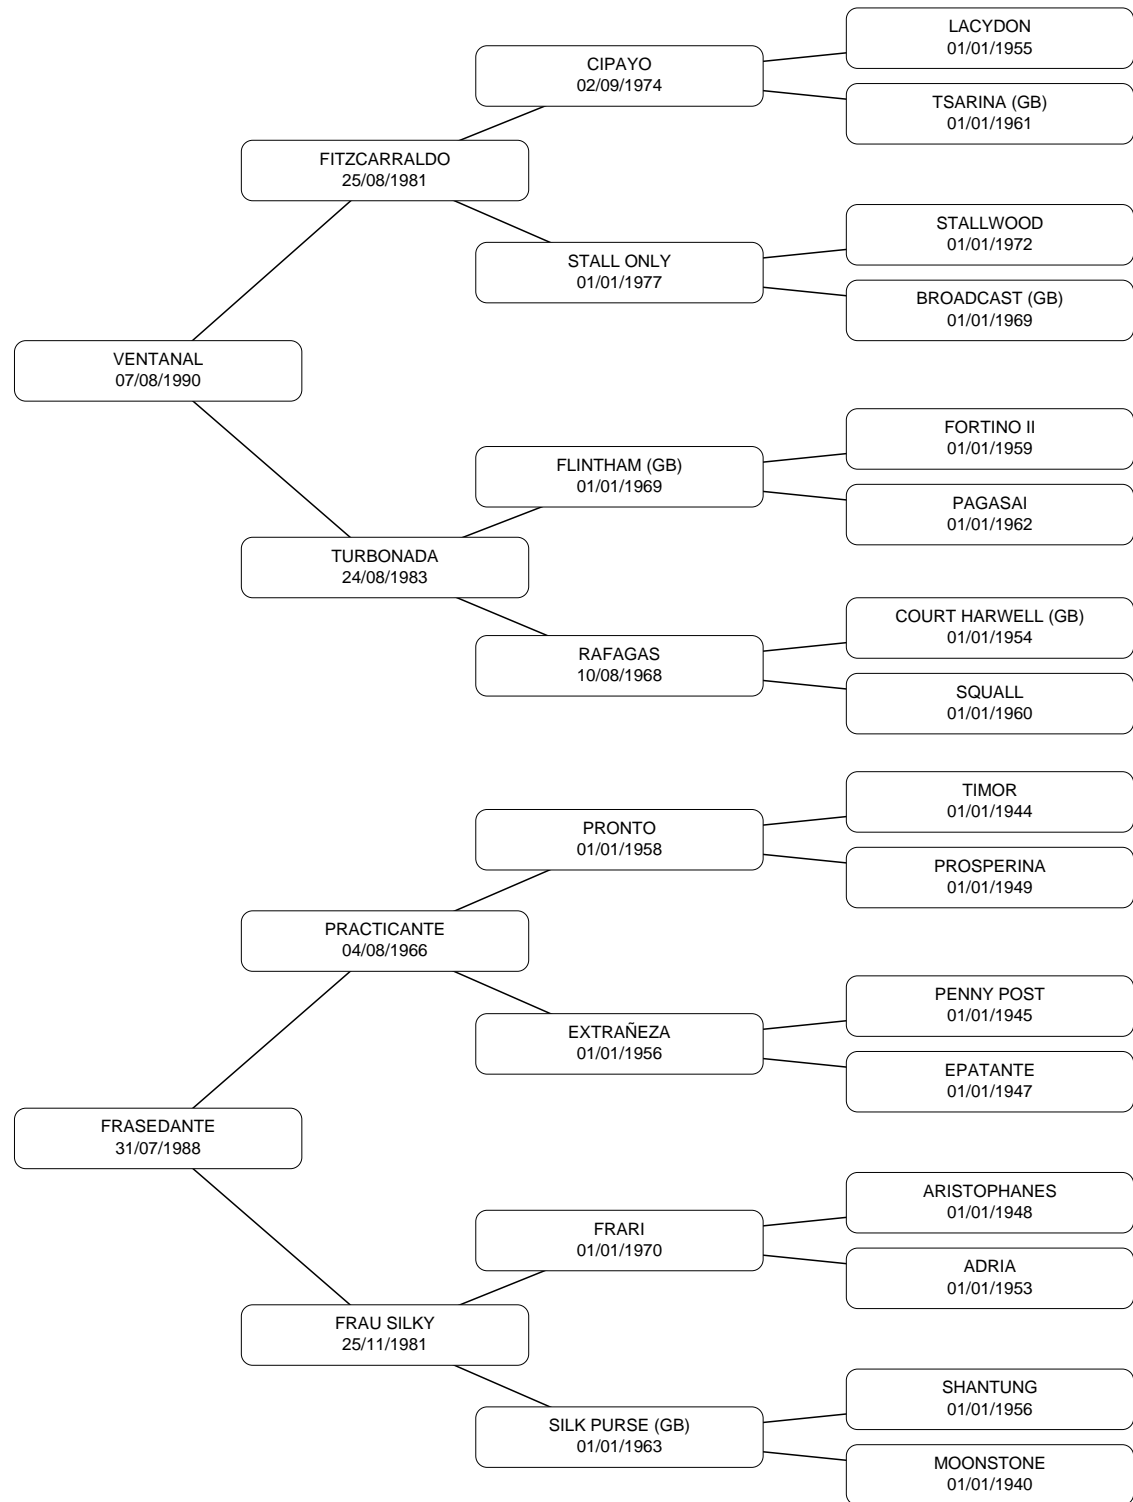 LACYDON
01/01/1955
CIPAYO
02/09/1974
TSARINA (GB)
01/01/1961
FITZCARRALDO
25/08/1981
STALLWOOD
01/01/1972
STALL ONLY
01/01/1977
BROADCAST (GB)
01/01/1969
VENTANAL
07/08/1990
FORTINO II
01/01/1959
FLINTHAM (GB)
01/01/1969
PAGASAI
01/01/1962
TURBONADA
24/08/1983
COURT HARWELL (GB)
01/01/1954
RAFAGAS
10/08/1968
SQUALL
01/01/1960
TIMOR
01/01/1944
PRONTO
01/01/1958
PROSPERINA
01/01/1949
PRACTICANTE
04/08/1966
PENNY POST
01/01/1945
EXTRAÑEZA
01/01/1956
EPATANTE
01/01/1947
FRASEDANTE
31/07/1988
ARISTOPHANES
01/01/1948
FRARI
01/01/1970
ADRIA
01/01/1953
FRAU SILKY
25/11/1981
SHANTUNG
01/01/1956
SILK PURSE (GB)
01/01/1963
MOONSTONE
01/01/1940